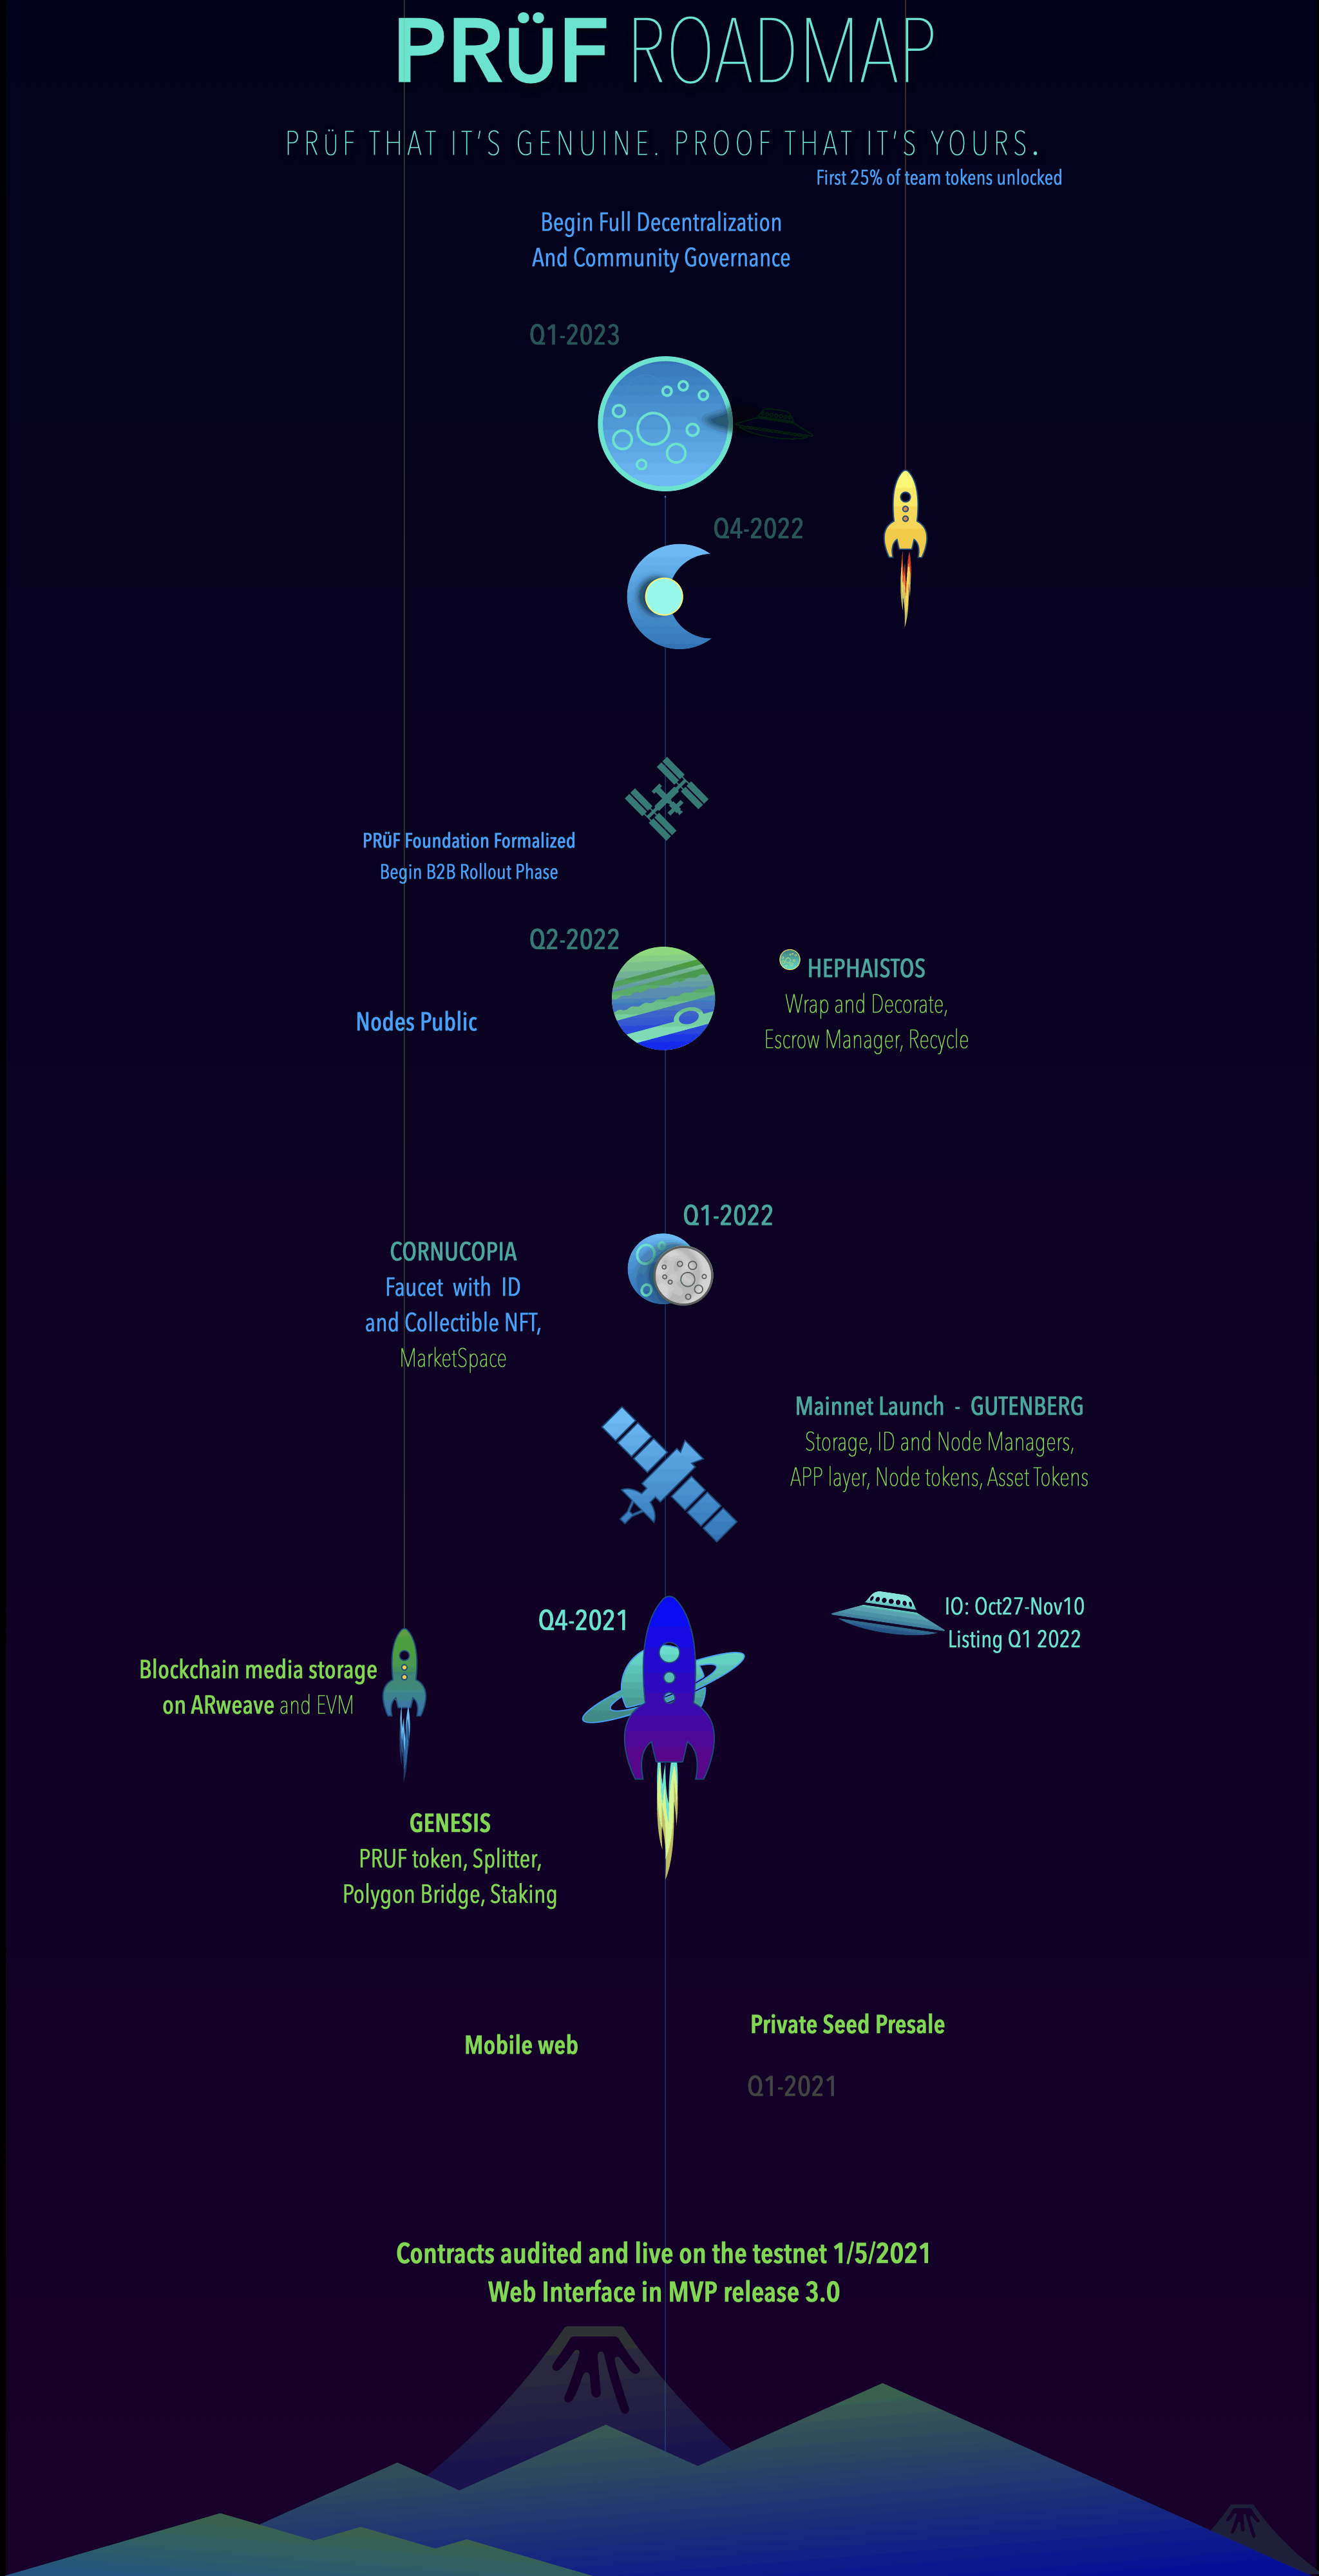 PRÜF ROADMAP
PRÜF THAT IT'S GENUINE. PROOF THAT IT'S YOURS.
First 25% of team tokens unlocked
Begin Full Decentralization
And Community Governance
Q1-2023
Q4-2022
PRÜF Foundation Formalized
Begin B2B Rollout Phase
Q2-2022
HEPHAISTOS
Wrap and Decorate,
Escrow Manager, Recycle
Nodes Public
Q1-2022
CORNUCOPIA
Faucet with ID
and Collectible NFT,
MarketSpace
Mainnet Launch - GUTENBERG
Storage, ID and Node Managers,
APP layer, Node tokens, Asset Tokens
Q4-2021
IO: Oct27-Nov10
Listing Q1 2022
Blockchain media storage
on ARweave and EVM
GENESIS
PRUF token, Splitter,
Polygon Bridge, Staking
Private Seed Presale
Mobile web
Q1-2021
Contracts audited and live on the testnet 1/5/2021
Web Interface in MVP release 3.0